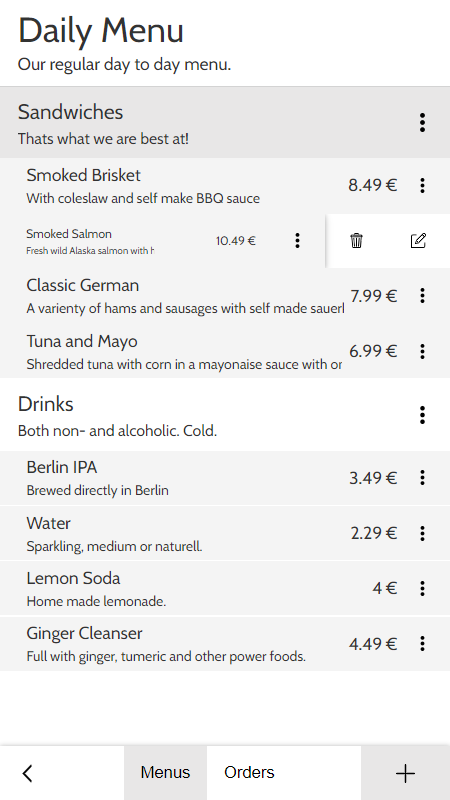 Daily Menu
Our regular day to day menu.
Sandwiches
Thats what we are best at!
Smoked Brisket
With coleslaw and self make BBQ sauce
8.49 €
Smoked Salmon
Fresh wild Alaska salmon with h
10.49 €
Classic German
A varienty of hams and sausages with self made sauerl
7.99 €
Tuna and Mayo
Shredded tuna with corn in a mayonaise sauce with or
6.99 €
Drinks
Both non- and alcoholic. Cold.
Berlin IPA
Brewed directly in Berlin
3.49 €
Water
Sparkling, medium or naturell.
2.29 €
Lemon Soda
Home made lemonade.
4 €
Ginger Cleanser
Full with ginger, tumeric and other power foods.
4.49 €
Menus
Orders